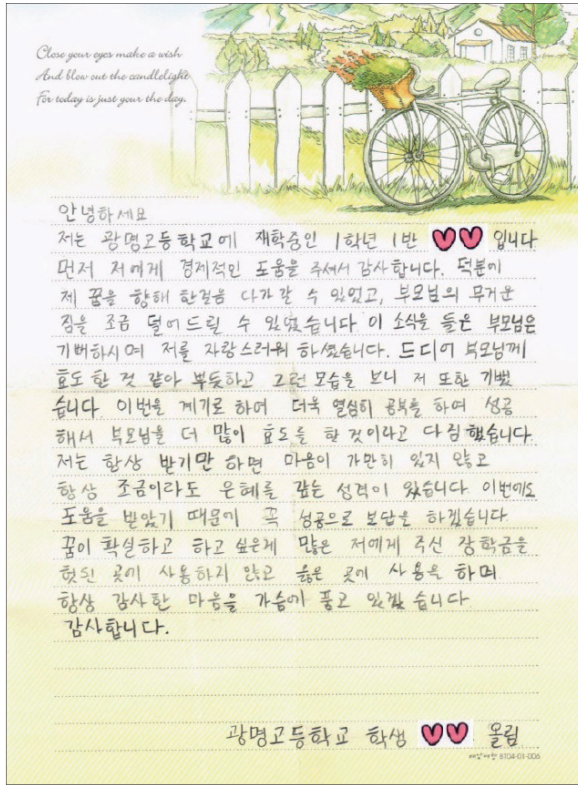 Close your eyes make a wish
And blow out the candlelight
For today is just your the day.
안녕하세요
저는 광명고등학교에 재학중인 1학년 1반 입니다
먼저 저에게 경제적인 도움을 주셔서 감사합니다. 덕분에
제 꿈을 향해 한걸음 다가갈 수 있었고, 부모님의 무거운
짐을 조금 덜어드릴 수 있었습니다 이 소식을 들은 부모님은
기뻐하시며 저를 자랑스러워 하셨습니다. 드디어 부모님께
효도 한 것 같아 뿌듯하고 그런 모습을 보니 저 또한 기뻤
습니다. 이번을 계기로 하여 더욱 열심히 공부를 하여 성공
해서 부모님을 더 많이 효도를 할 것이라고 다짐했습니다.
저는 항상 받기만 하면 마음이 가만히 있지 않고
항상 조금이라도 은혜를 갚는 성격이 있습니다. 이번에도
도움을 받았기 때문에 꼭 성공으로 보답을 하겠습니다.
꿈이 확실하고 하고 싶은게 많은 저에게 주신 장학금을
헛된 곳에 사용하지 않고 옳은 곳에 사용을 하며
항상 감사한 마음을 가슴에 품고 있겠습니다
감사합니다.
광명고등학교 학생 올림
8104-01-006